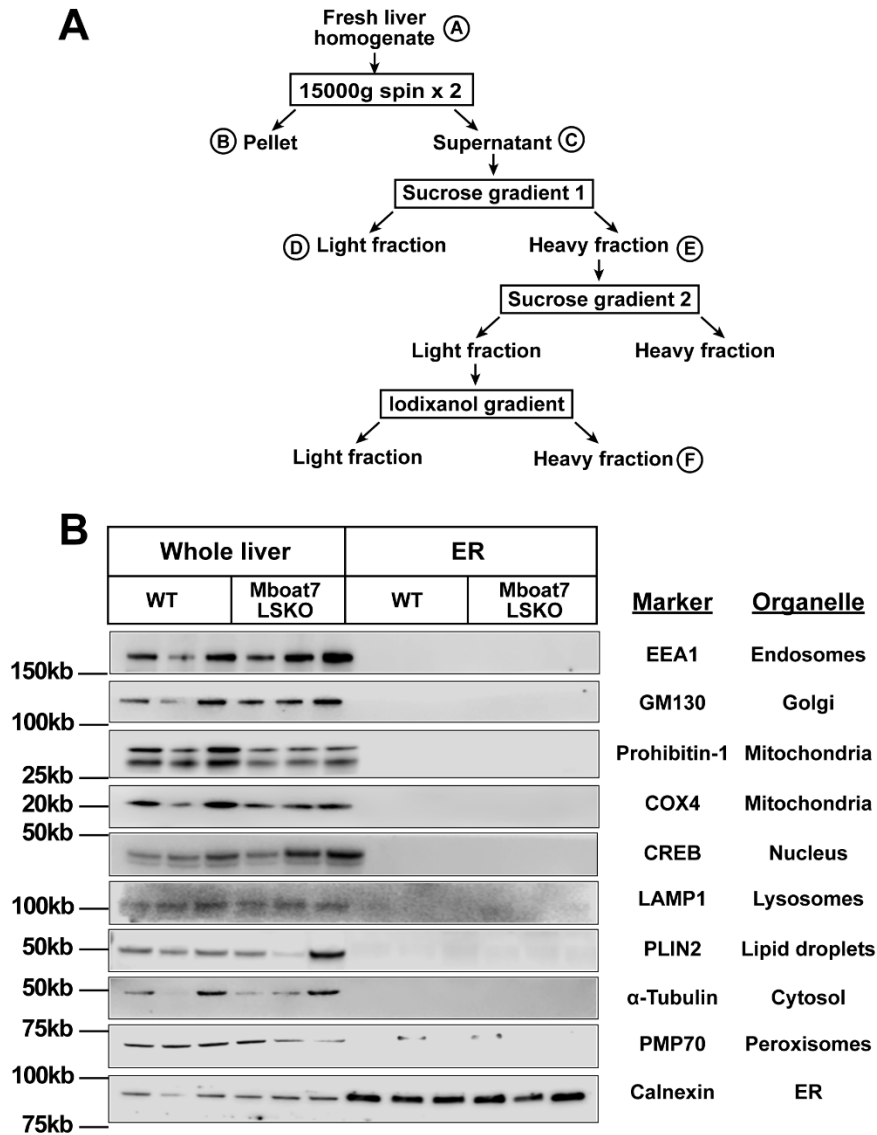 A
Fresh liver
homogenate A
15000g spin x 2
B Pellet
Supernatant C
Sucrose gradient 1
D Light fraction
Heavy fraction E
Sucrose gradient 2
Light fraction
Heavy fraction
Iodixanol gradient
Light fraction
Heavy fraction F
B
Whole liver
ER
WT
Mboat7
LSKO
WT
Mboat7
LSKO
Marker
Organelle
150kb
EEA1
Endosomes
100kb
GM130
Golgi
25kb
Prohibitin-1
Mitochondria
20kb
COX4
Mitochondria
50kb
CREB
Nucleus
100kb
LAMP1
Lysosomes
50kb
PLIN2
Lipid droplets
50kb
α-Tubulin
Cytosol
75kb
PMP70
Peroxisomes
100kb
Calnexin
ER
75kb